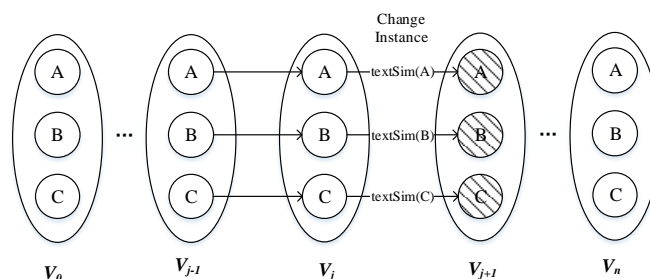 Change
Instance
A A A textSim(A) A A
B ... B B textSim(B) B ... B
C C C textSim(C) C C
V0 Vj-1 Vj Vj+1 Vn